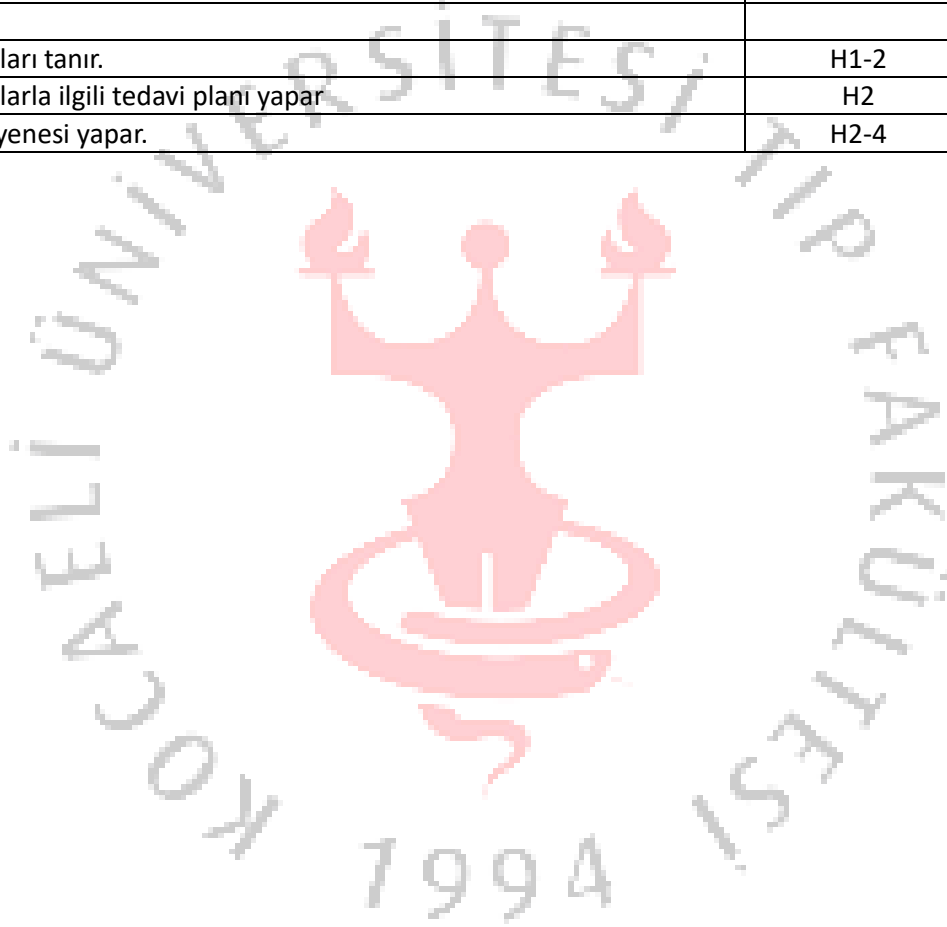 ları tanır. H1-2
larla ilgili tedavi planı yapar H2
yenesi yapar. H2-4
KOCAELİ ÜNİVERSİTESİ TIP FAKÜLTESİ
1994